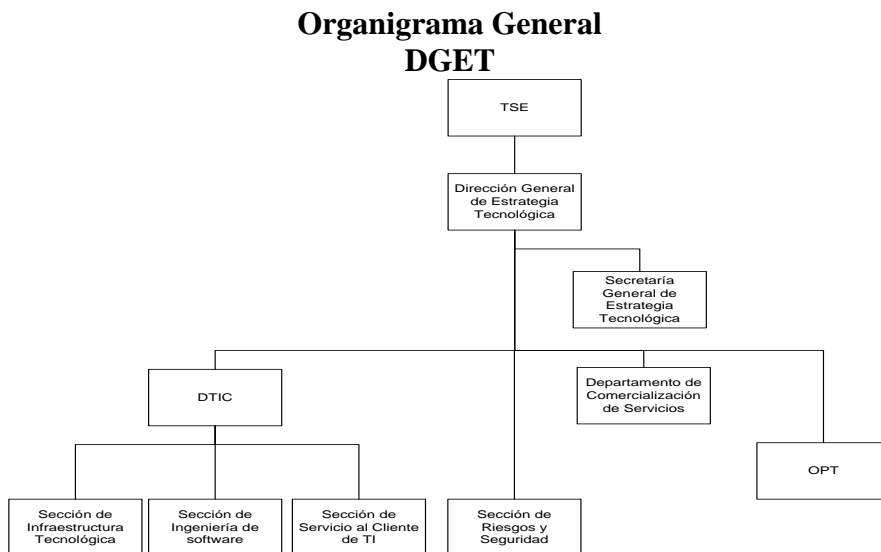 Organigrama General
DGET
TSE
Dirección General
de Estrategia
Tecnológica
Secretaría
General de
Estrategia
Tecnológica
DTIC
Departamento de
Comercialización
de Servicios
OPT
Sección de
Infraestructura
Tecnológica
Sección de
Ingeniería de
software
Sección de
Servicio al Cliente
de TI
Sección de
Riesgos y
Seguridad